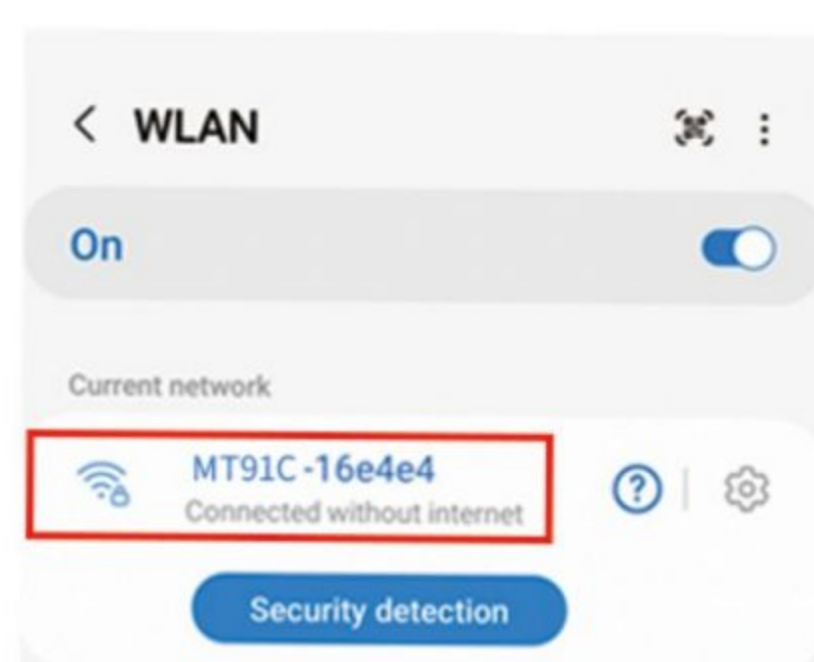 WLAN
On
Current network
MT91C-16e4e4
Connected without internet
Security detection